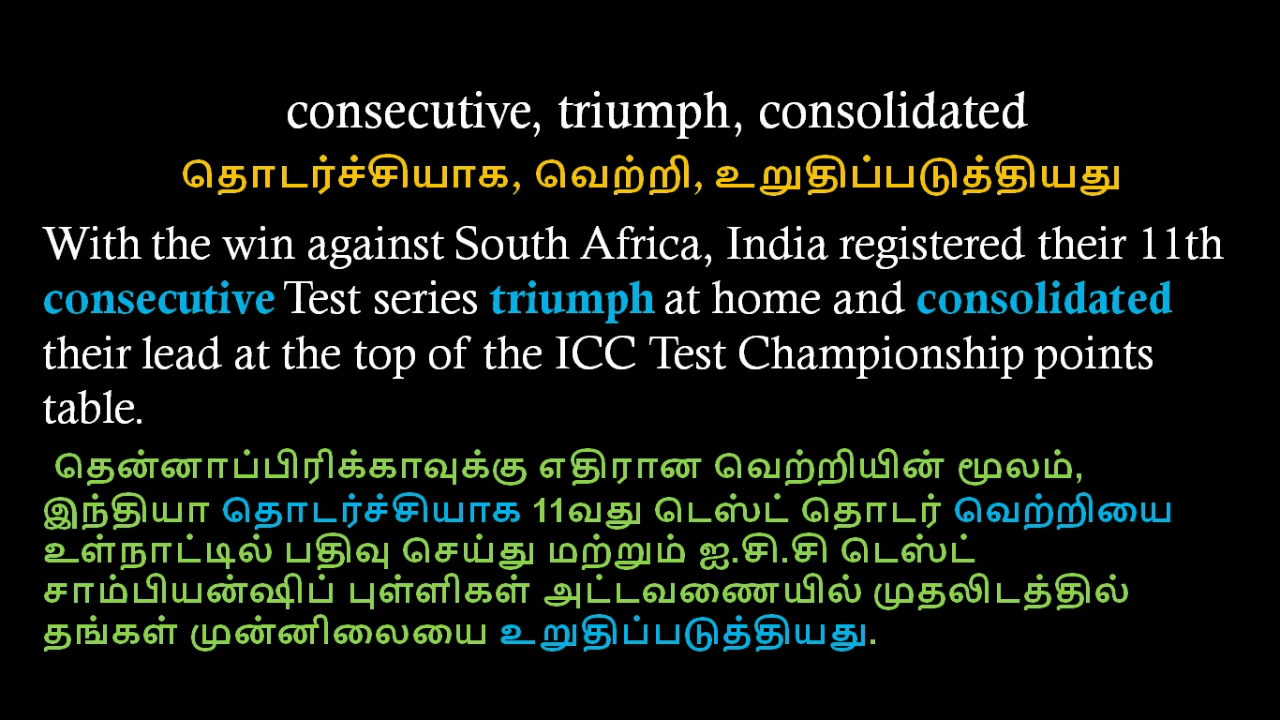 consecutive, triumph, consolidated
தொடர்ச்சியாக, வெற்றி, உறுதிப்படுத்தியது
With the win against South Africa, India registered their 11th
consecutive Test series triumph at home and consolidated
their lead at the top of the ICC Test Championship points
table.
தென்னாப்பிரிக்காவுக்கு எதிரான வெற்றியின் மூலம்,
இந்தியா தொடர்ச்சியாக 11வது டெஸ்ட் தொடர் வெற்றியை
உள்நாட்டில் பதிவு செய்து மற்றும் ஐ.சி.சி டெஸ்ட்
சாம்பியன்ஷிப் புள்ளிகள் அட்டவணையில் முதலிடத்தில்
தங்கள் முன்னிலையை உறுதிப்படுத்தியது.